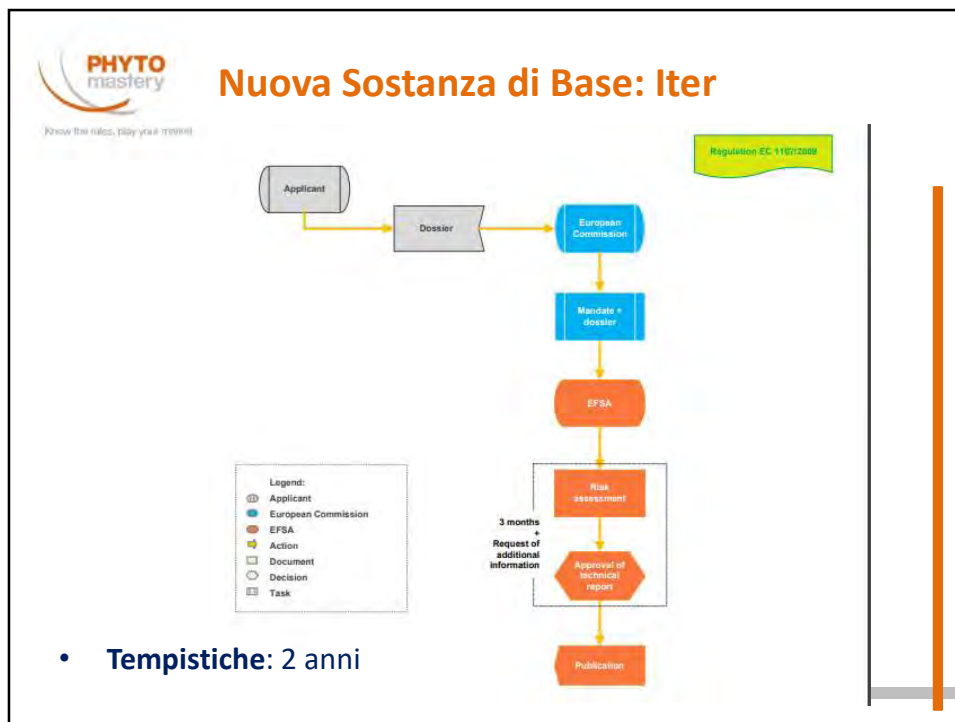 PHYTO
mastery
Know the rules, play your market
Nuova Sostanza di Base: Iter
Regulation EC 1107/2009
Applicant
Dossier
European
Commission
Mandate +
dossier
EFSA
Risk
assessment
3 months
+
Request of
additional
information
Approval of
technical
report
Publication
Legend:
Applicant
European Commission
EFSA
Action
Document
Decision
Task
• Tempistiche: 2 anni